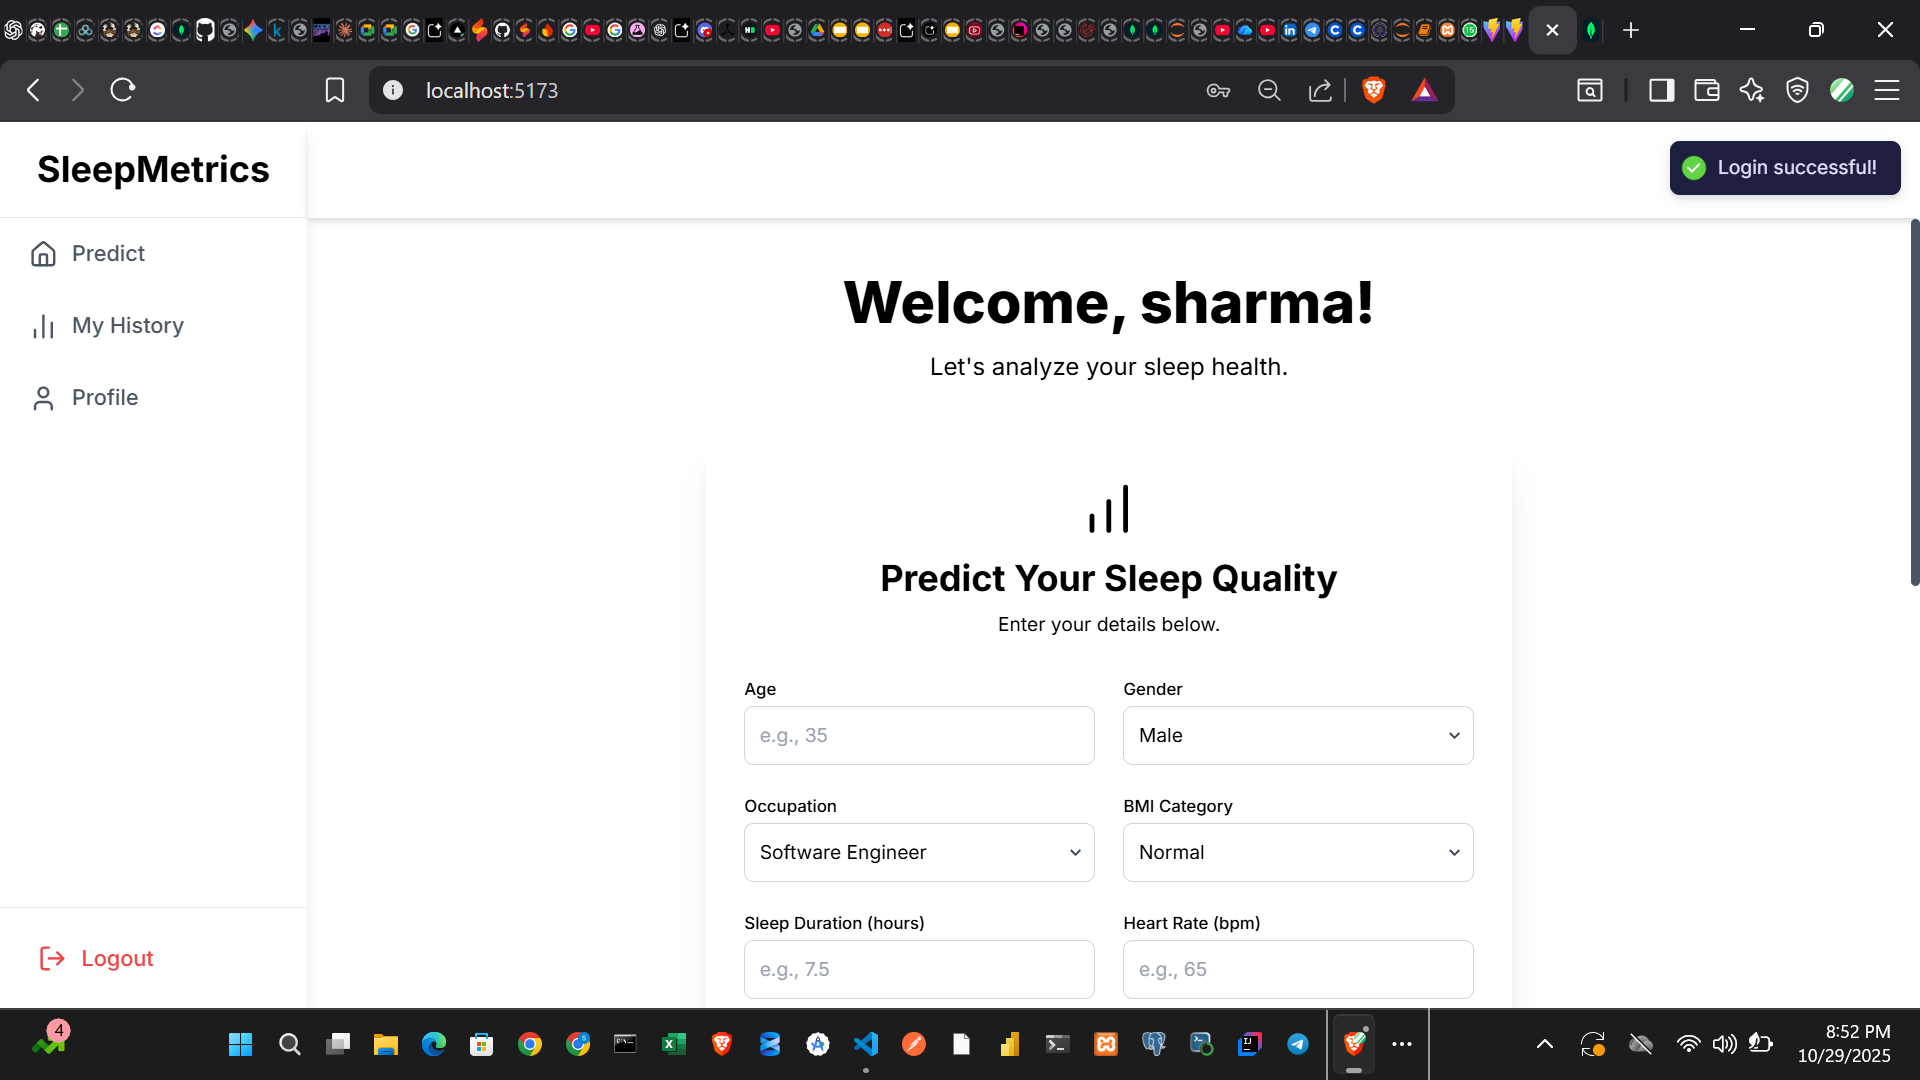 localhost:5173
SleepMetrics
Login successful!
Predict
My History
Profile
Welcome, sharma!
Let's analyze your sleep health.
Predict Your Sleep Quality
Enter your details below.
Age
Gender
e.g., 35
Male
Occupation
BMI Category
Software Engineer
Normal
Sleep Duration (hours)
Heart Rate (bpm)
e.g., 7.5
e.g., 65
Logout
4
8:52 PM
10/29/2025